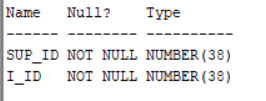 Name   Null?    Type
------ -------- ----------
SUP_ID NOT NULL NUMBER(38)
I_ID   NOT NULL NUMBER(38)